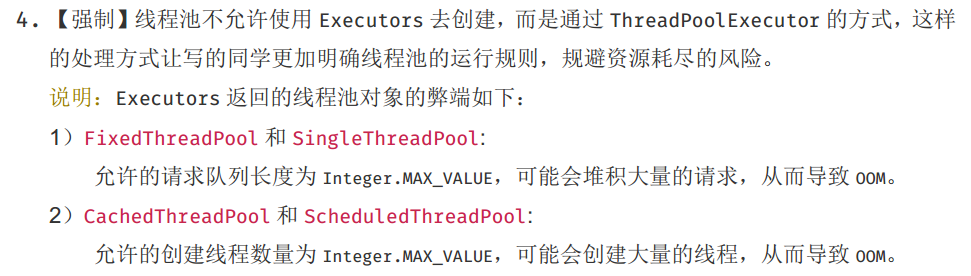 4. 【强制】线程池不允许使用 Executors 去创建，而是通过 ThreadPoolExecutor 的方式，这样
的处理方式让写的同学更加明确线程池的运行规则，规避资源耗尽的风险。
说明：Executors 返回的线程池对象的弊端如下：
1）FixedThreadPool 和 SingleThreadPool:
允许的请求队列长度为 Integer.MAX_VALUE，可能会堆积大量的请求，从而导致 OOM。
2）CachedThreadPool 和 ScheduledThreadPool:
允许的创建线程数量为 Integer.MAX_VALUE，可能会创建大量的线程，从而导致 OOM。